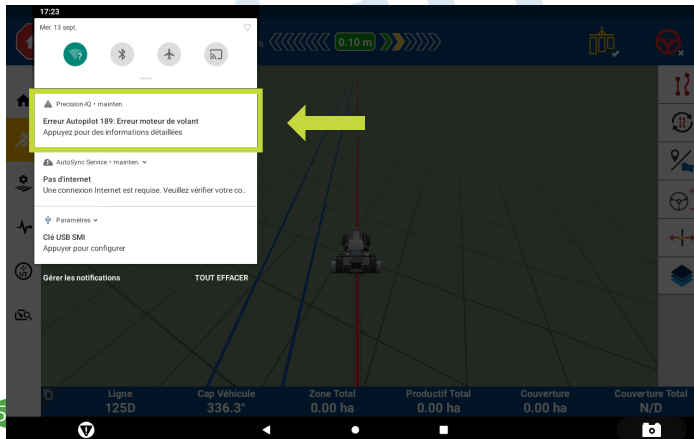 17:23
Mer. 13 sept.
?
h
0.10 m
Precision-IQ • mainten.
Erreur Autopilot 189: Erreur moteur de volant
Appuyez pour des informations détaillées
AutoSync Service • mainten.
Pas d'internet
Une connexion Internet est requise. Veuillez vérifier votre co..
Paramètres
Clé USB SMI
Appuyer pour configurer
Gérer les notifications
TOUT EFFACER
UT
Ligne
Cap Véhicule
Zone Total
Productif Total
Couverture
Couverture Total
125D
336.3°
0.00 ha
0.00 ha
0.00 ha
N/D
5